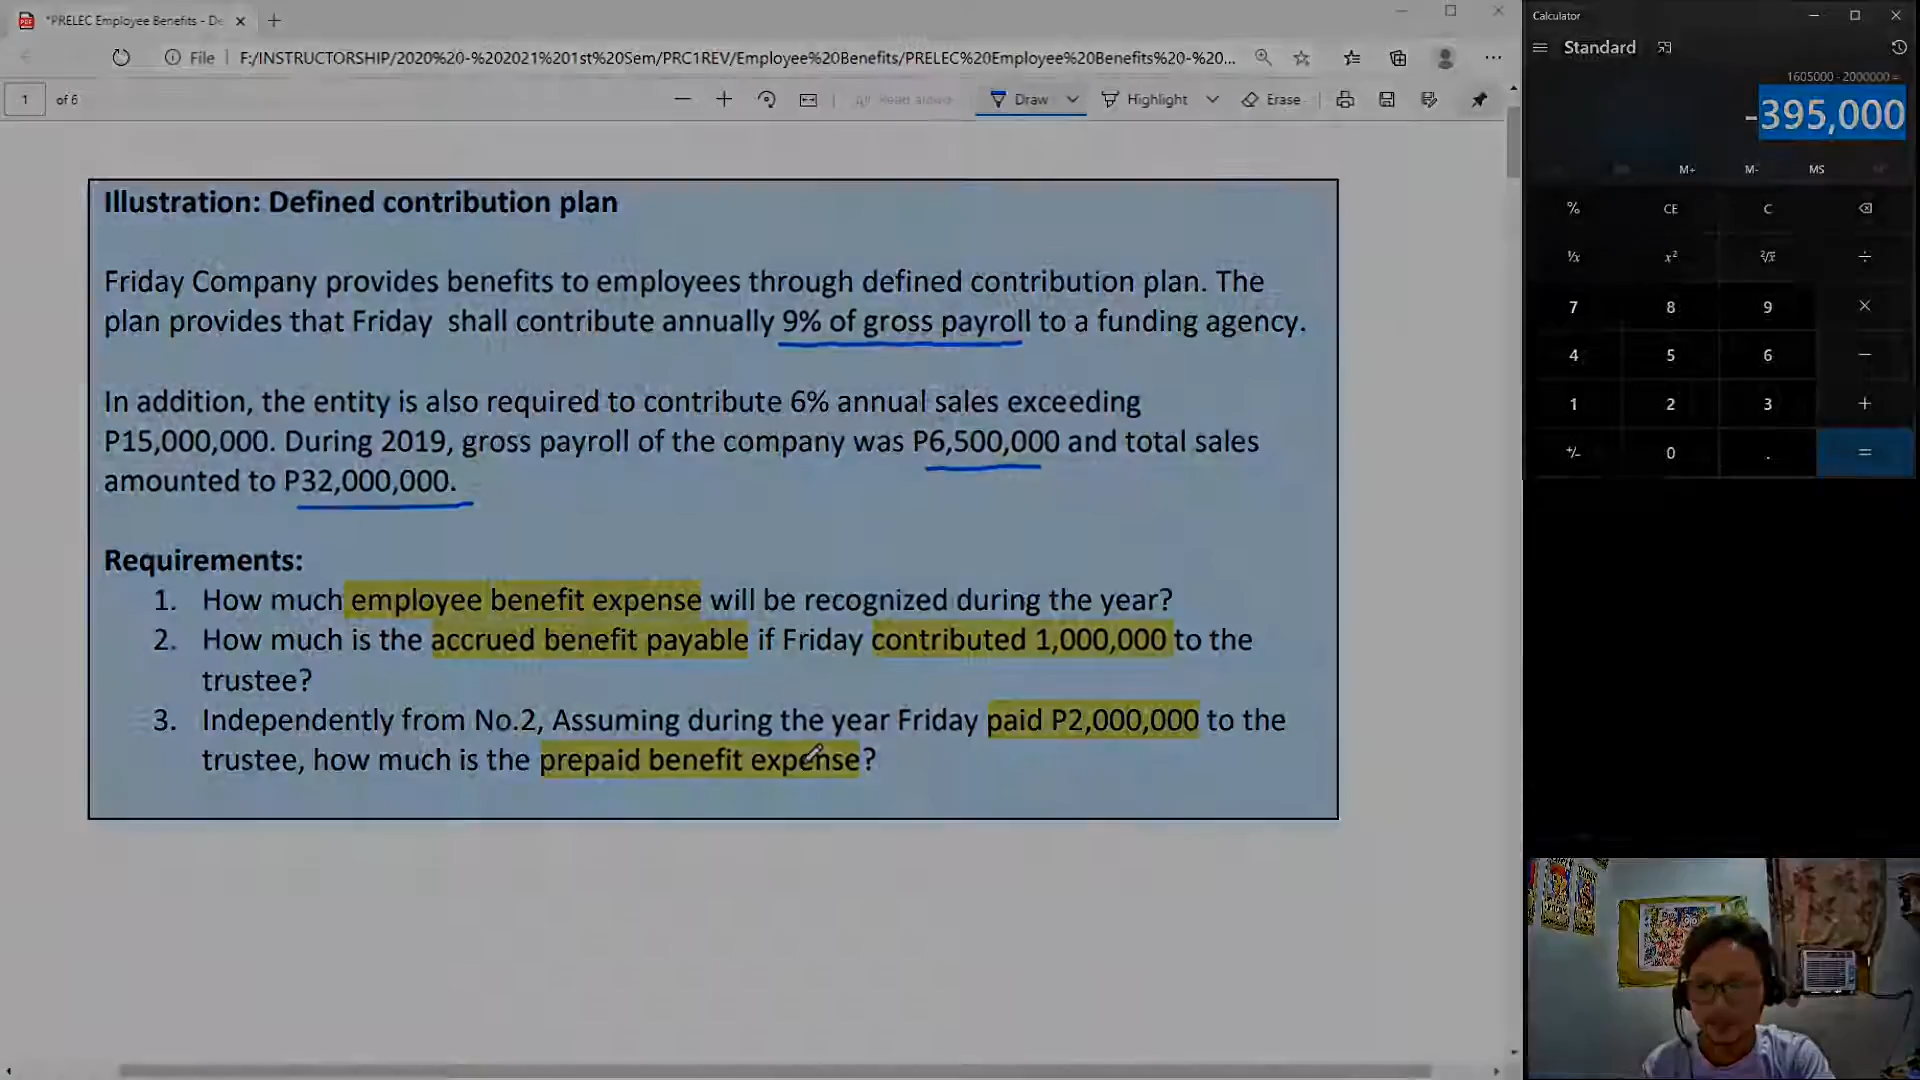 *PRELEC Employee Benefits - De
File
F:/INSTRUCTORSHIP/2020%20-%202021%201st%20Sem/PRC1REV/Employee%20Benefits/PRELEC%20Employee%20Benefits%20-%20...
1 of 6
Read aloud
Draw
Highlight
Erase
Illustration: Defined contribution plan
Friday Company provides benefits to employees through defined contribution plan. The
plan provides that Friday shall contribute annually 9% of gross payroll to a funding agency.
In addition, the entity is also required to contribute 6% annual sales exceeding
P15,000,000. During 2019, gross payroll of the company was P6,500,000 and total sales
amounted to P32,000,000.
Requirements:
1. How much employee benefit expense will be recognized during the year?
2. How much is the accrued benefit payable if Friday contributed 1,000,000 to the
trustee?
3. Independently from No.2, Assuming during the year Friday paid P2,000,000 to the
trustee, how much is the prepaid benefit expense?
Calculator
Standard
1605000 - 2000000 =
-395,000
M+ M- MS
% CE C
¹/x x² ²√x ÷
7 8 9 ×
4 5 6 −
1 2 3 +
+/- 0 . =